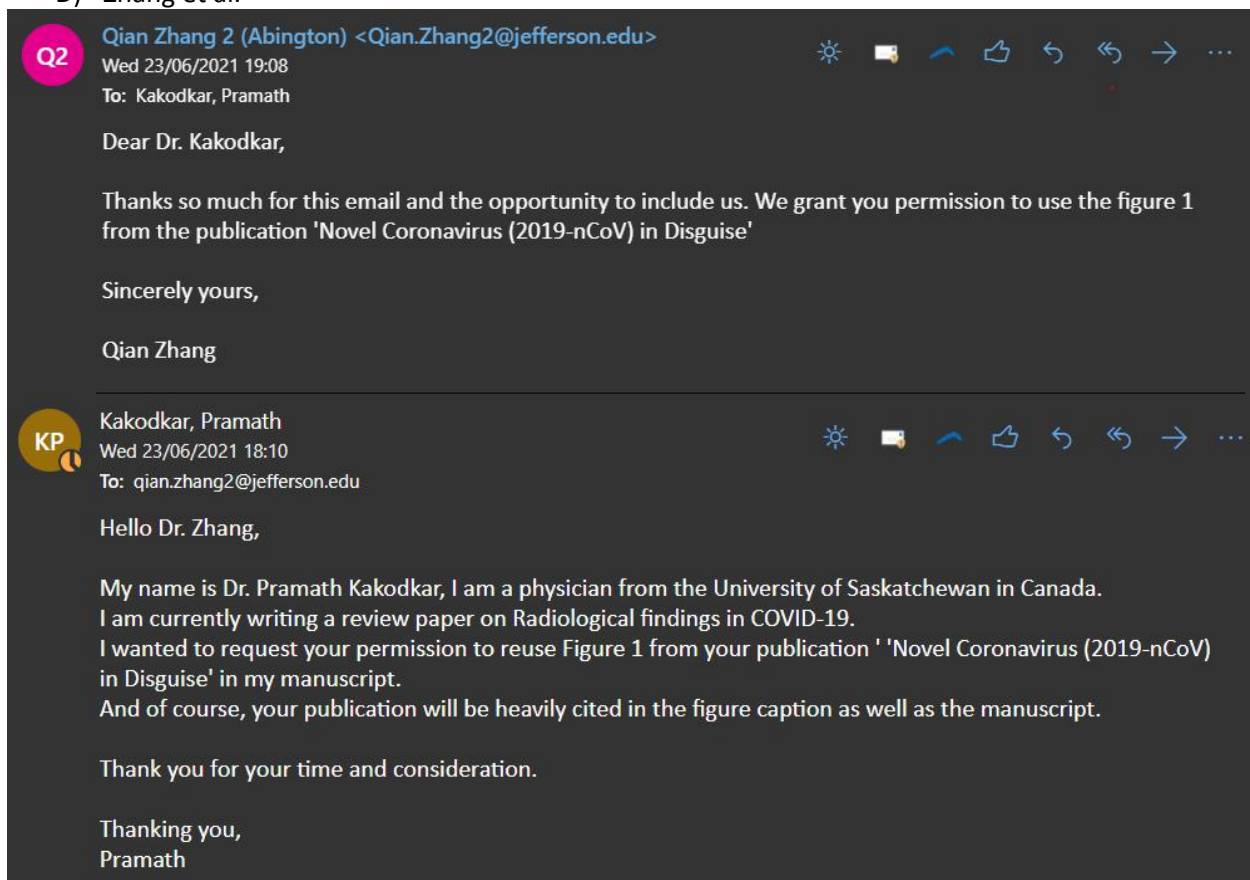 D) Zhang et al.
Q2
Qian Zhang 2 (Abington) <Qian.Zhang2@jefferson.edu>
Wed 23/06/2021 19:08
To: Kakodkar, Pramath
Dear Dr. Kakodkar,
Thanks so much for this email and the opportunity to include us. We grant you permission to use the figure 1
from the publication 'Novel Coronavirus (2019-nCoV) in Disguise'
Sincerely yours,
Qian Zhang
KP
Kakodkar, Pramath
Wed 23/06/2021 18:10
To: qian.zhang2@jefferson.edu
Hello Dr. Zhang,
My name is Dr. Pramath Kakodkar, I am a physician from the University of Saskatchewan in Canada.
I am currently writing a review paper on Radiological findings in COVID-19.
I wanted to request your permission to reuse Figure 1 from your publication ' 'Novel Coronavirus (2019-nCoV)
in Disguise' in my manuscript.
And of course, your publication will be heavily cited in the figure caption as well as the manuscript.
Thank you for your time and consideration.
Thanking you,
Pramath